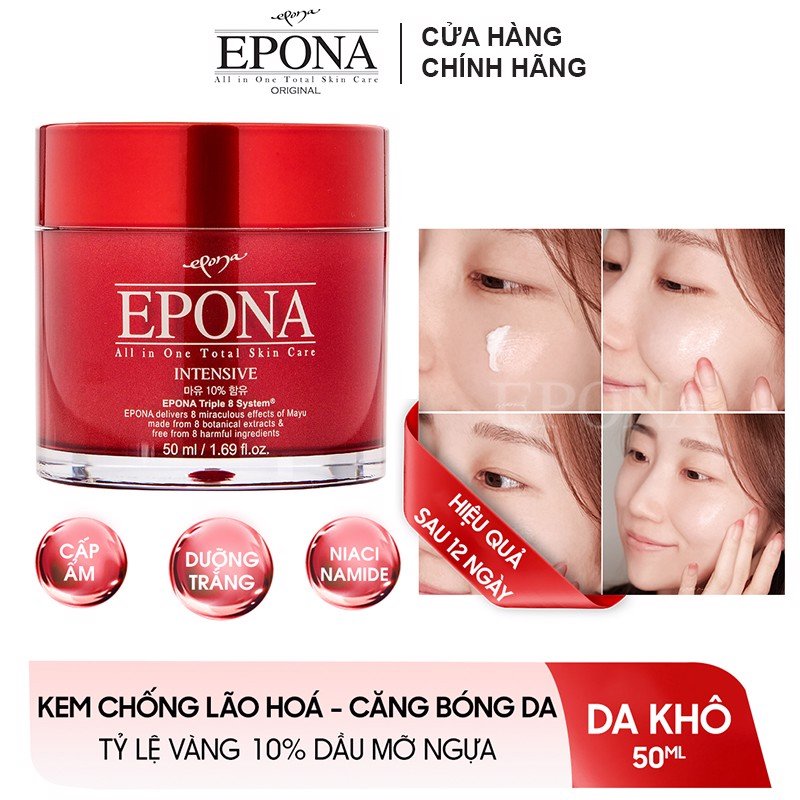 epona
EPONA
All in One Total Skin Care
ORIGINAL
CỬA HÀNG
CHÍNH HÃNG
epona
EPONA
All in One Total Skin Care
INTENSIVE
마유 10% 함유
EPONA Triple 8 System®
EPONA delivers 8 miraculous effects of Mayu
made from 8 botanical extracts &
free from 8 harmful ingredients
50 ml / 1.69 fl.oz.
EPONA
CẤP
ẨM
DƯỠNG
TRẮNG
NIACI
NAMIDE
HIỆU QUẢ
SAU 12 NGÀY
KEM CHỐNG LÃO HOÁ - CĂNG BÓNG DA
TỶ LỆ VÀNG 10% DẦU MỠ NGỰA
DA KHÔ
50ML